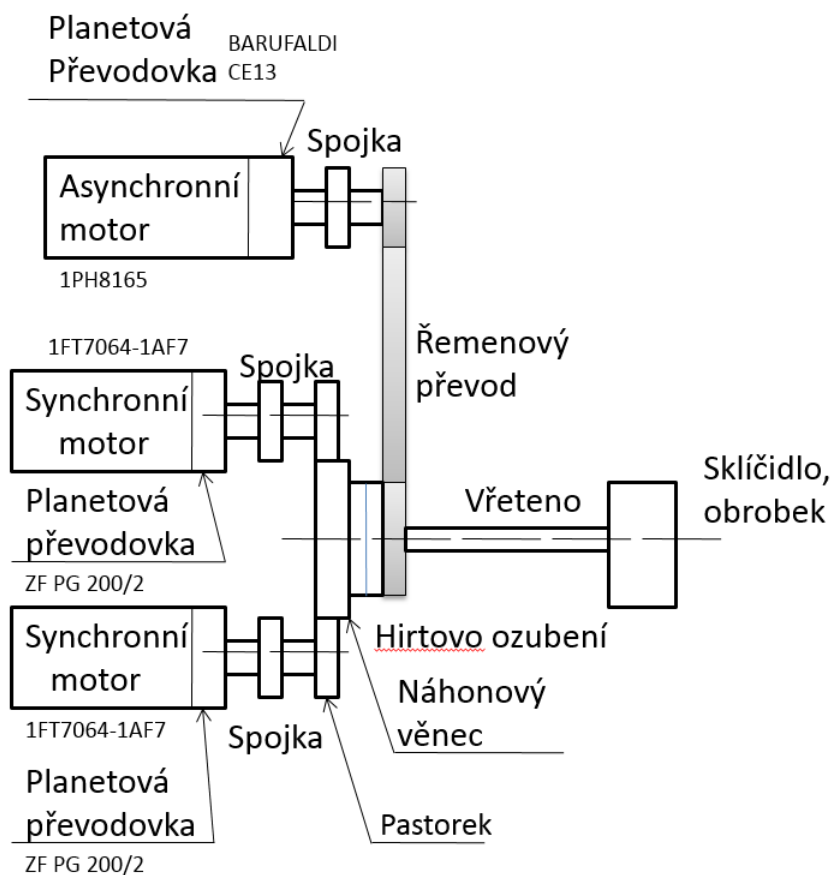 Planetová
Převodovka
BARUFALDI
CE13
Spojka
Asynchronní
motor
1PH8165
1FT7064-1AF7
Spojka
Řemenový
převod
Synchronní
motor
Sklíčidlo,
obrobek
Vřeteno
Planetová
převodovka
ZF PG 200/2
Synchronní
motor
Hirtovo ozubení
1FT7064-1AF7
Spojka
Náhonový
věnec
Planetová
převodovka
Pastorek
ZF PG 200/2